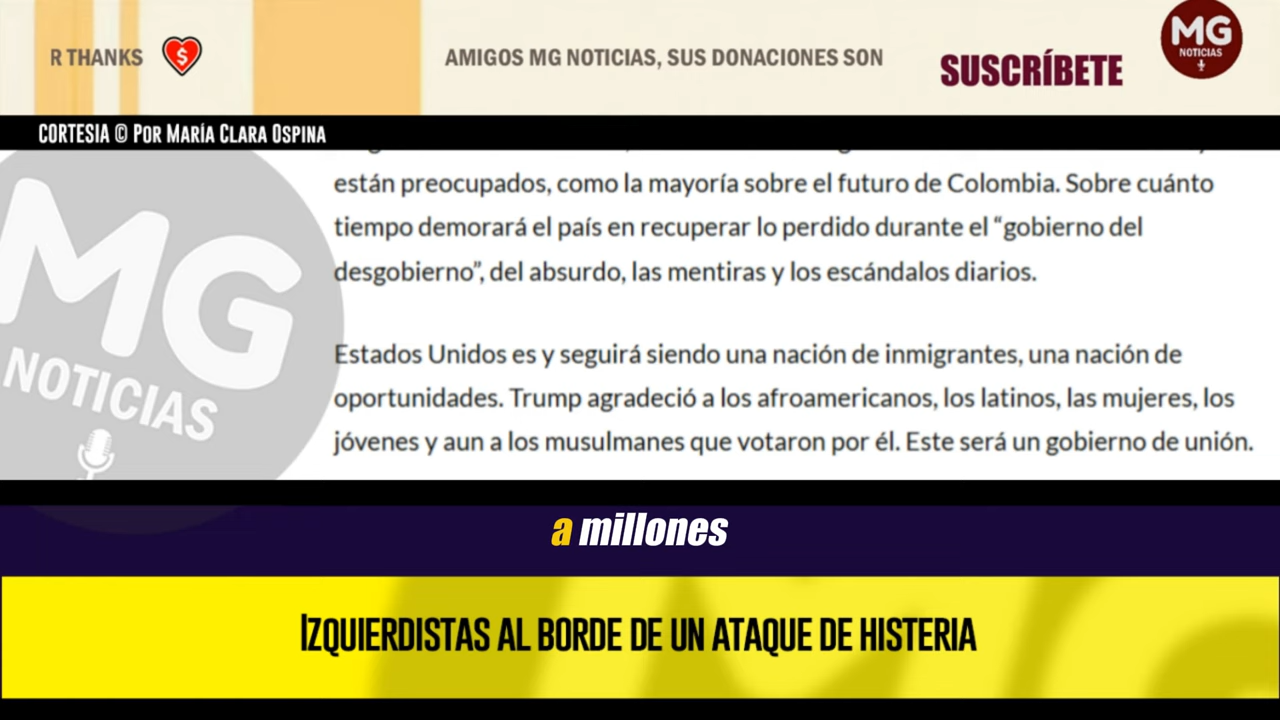 R THANKS
AMIGOS MG NOTICIAS, SUS DONACIONES SON
SUSCRÍBETE
MG
NOTICIAS
CORTESIA © POR MARÍA CLARA OSPINA
están preocupados, como la mayoría sobre el futuro de Colombia. Sobre cuánto
tiempo demorará el país en recuperar lo perdido durante el “gobierno del
desgobierno”, del absurdo, las mentiras y los escándalos diarios.
MG
NOTICIAS
Estados Unidos es y seguirá siendo una nación de inmigrantes, una nación de
oportunidades. Trump agradeció a los afroamericanos, los latinos, las mujeres, los
jóvenes y aun a los musulmanes que votaron por él. Este será un gobierno de unión.
a millones
IZQUIERDISTAS AL BORDE DE UN ATAQUE DE HISTERIA